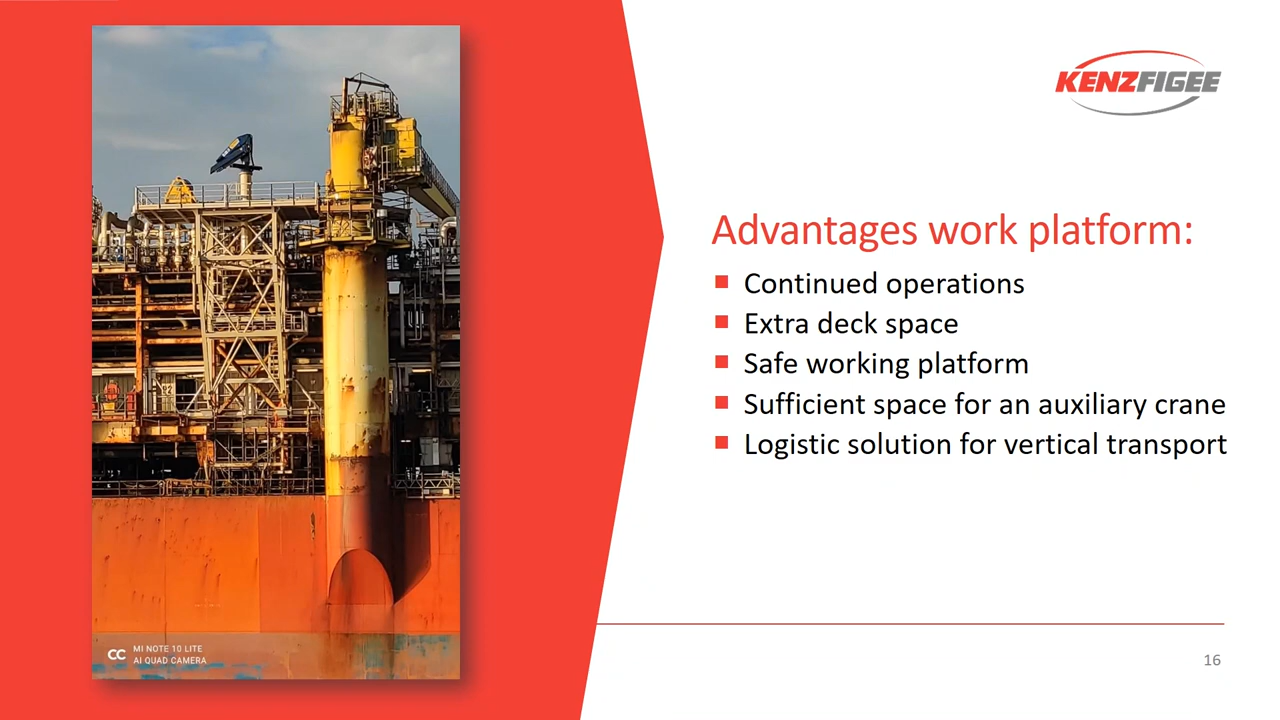 KENZFIGEE
Advantages work platform:
Continued operations
Extra deck space
Safe working platform
Sufficient space for an auxiliary crane
Logistic solution for vertical transport
MI NOTE 10 LITE
AI QUAD CAMERA
16